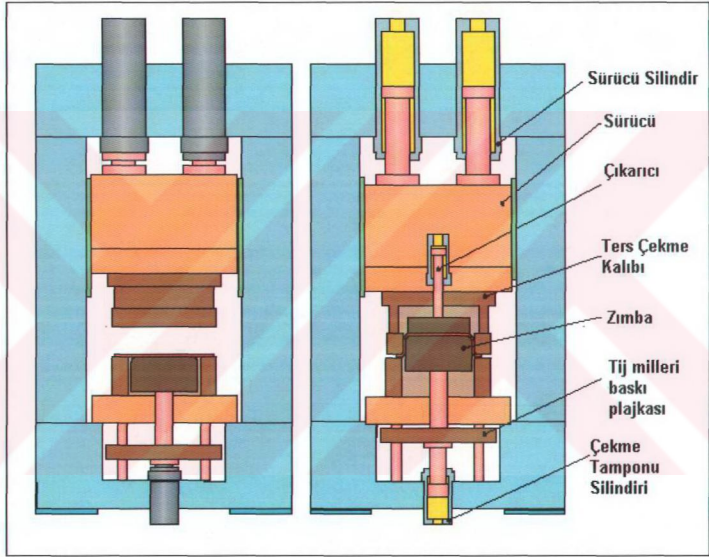 Sürücü Silindir
Sürücü
Çıkarıcı
Ters Çekme
Kalıbı
Zımba
Tij milleri
baskı
plajkası
Çekme
Tamponu
Silindiri